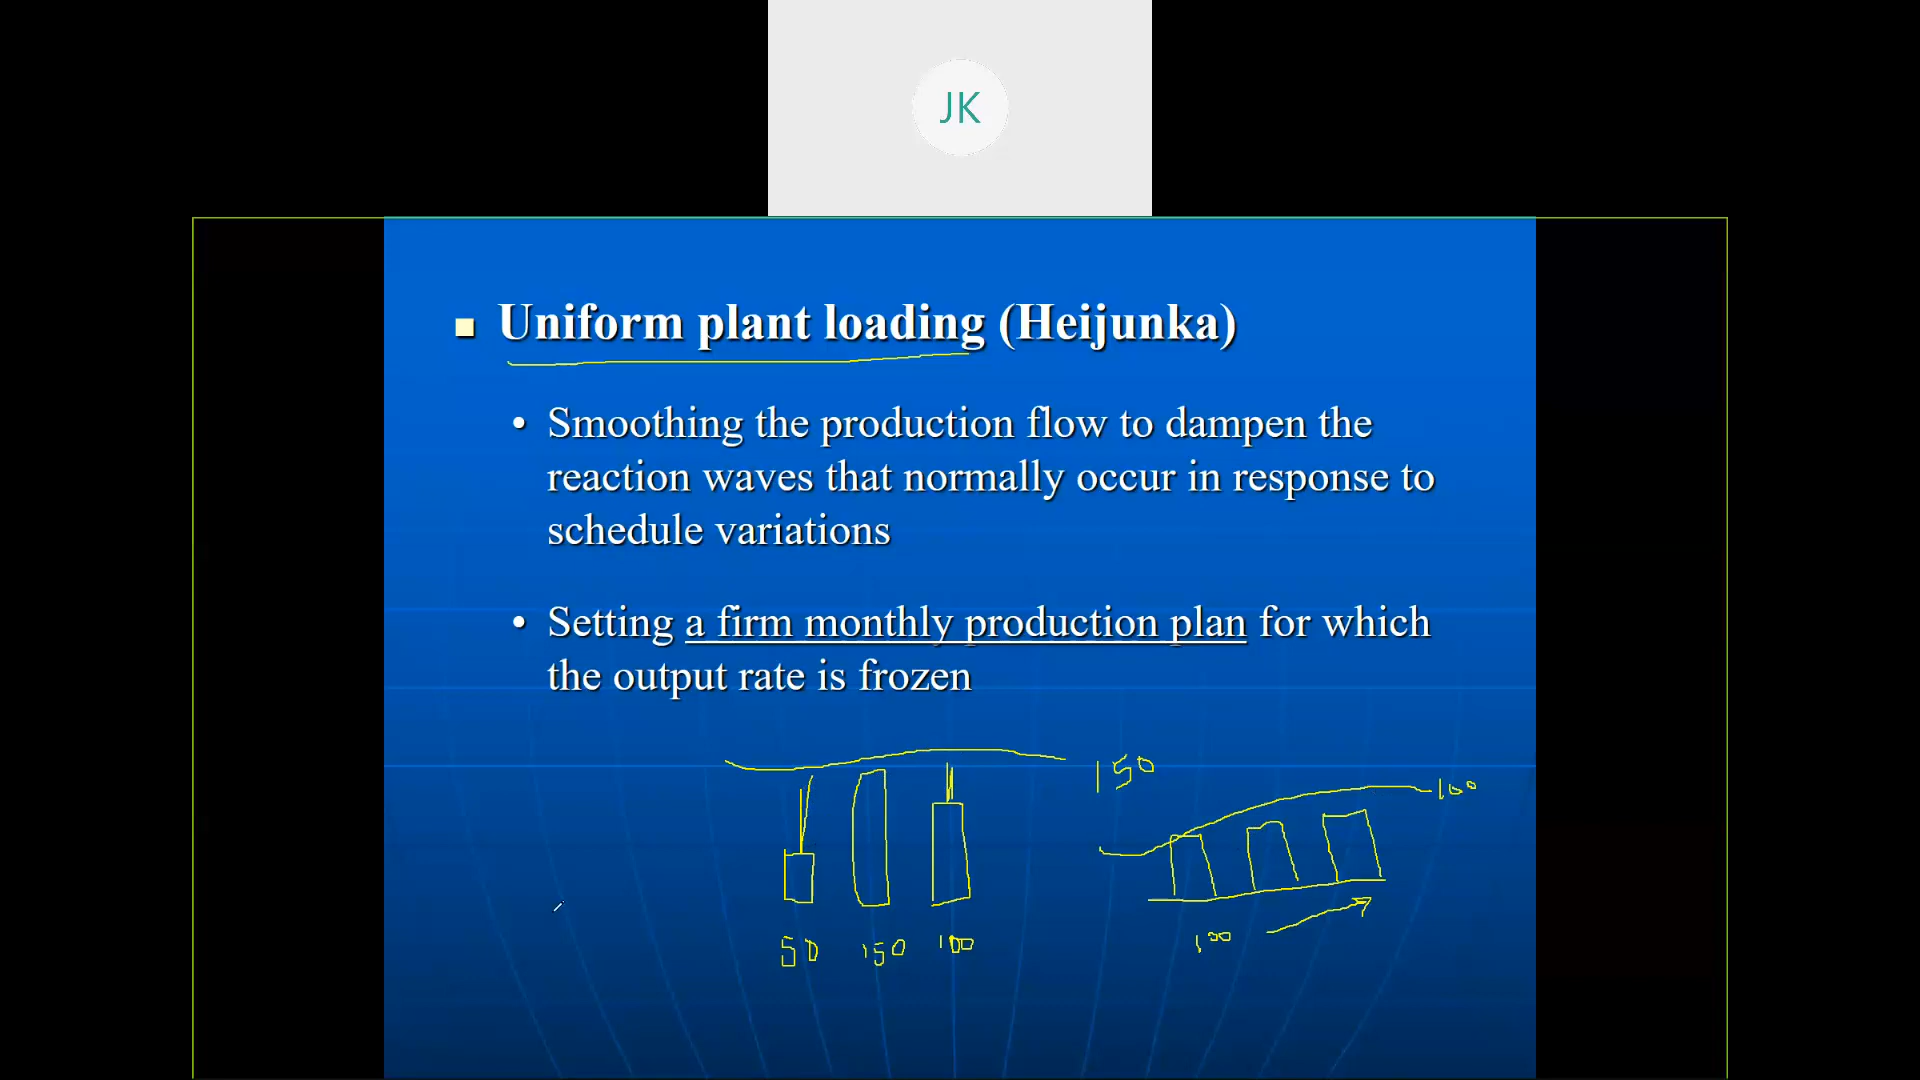 JK
Uniform plant loading (Heijunka)
• Smoothing the production flow to dampen the
reaction waves that normally occur in response to
schedule variations
• Setting a firm monthly production plan for which
the output rate is frozen
150
100
50 150 100
100